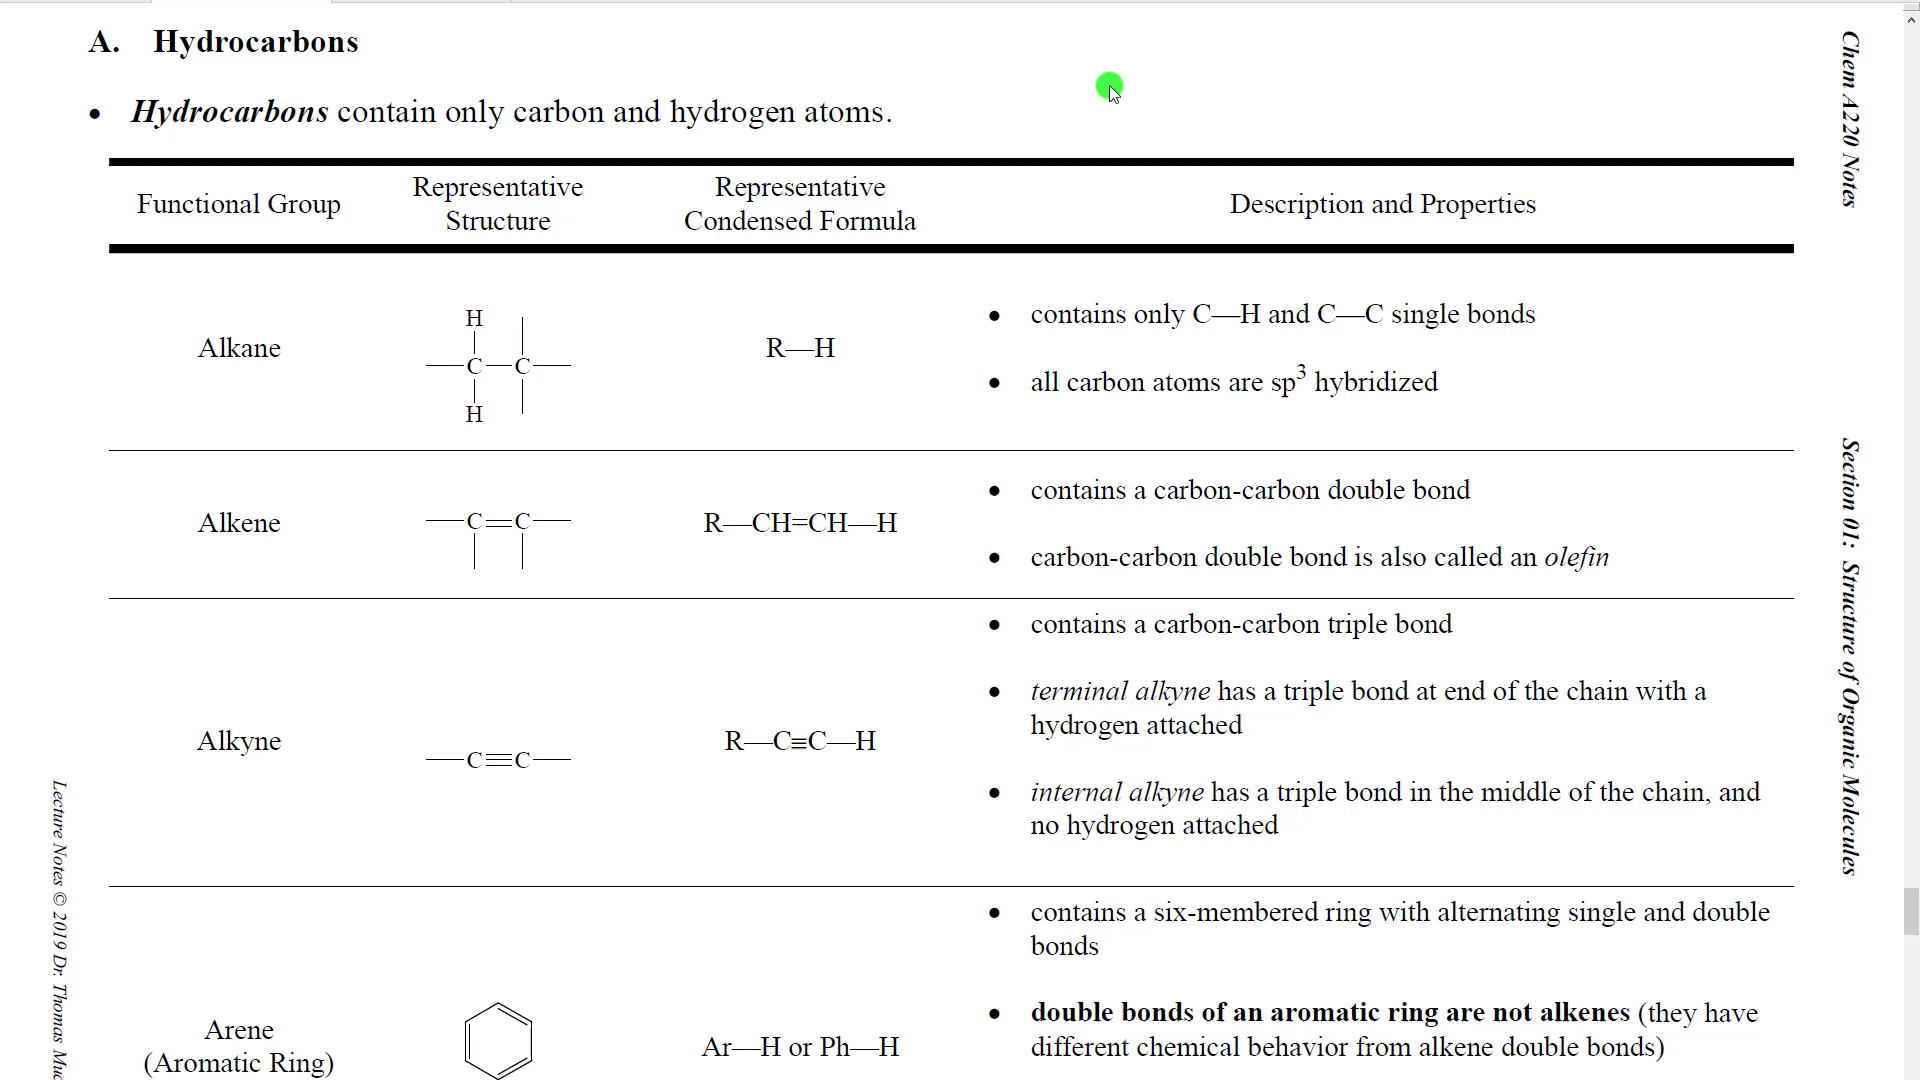 A. Hydrocarbons
• Hydrocarbons contain only carbon and hydrogen atoms.
Functional Group
Representative
Structure
Representative
Condensed Formula
Description and Properties
Alkane
H
C C
H
R—H
• contains only C—H and C—C single bonds
• all carbon atoms are sp³ hybridized
Alkene
C=C
R—CH=CH—H
• contains a carbon-carbon double bond
• carbon-carbon double bond is also called an olefin
Alkyne
C≡C
R—C≡C—H
• contains a carbon-carbon triple bond
• terminal alkyne has a triple bond at end of the chain with a
hydrogen attached
• internal alkyne has a triple bond in the middle of the chain, and
no hydrogen attached
Arene
(Aromatic Ring)
Ar—H or Ph—H
• contains a six-membered ring with alternating single and double
bonds
• double bonds of an aromatic ring are not alkenes (they have
different chemical behavior from alkene double bonds)
Chem A220 Notes
Section 01: Structure of Organic Molecules
Lecture Notes © 2019 Dr. Thomas